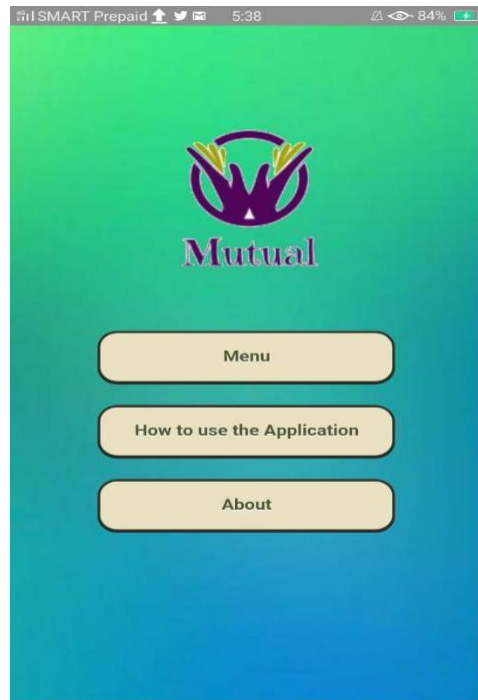 SMART Prepaid 5:38 84%
Mutual
Menu
How to use the Application
About